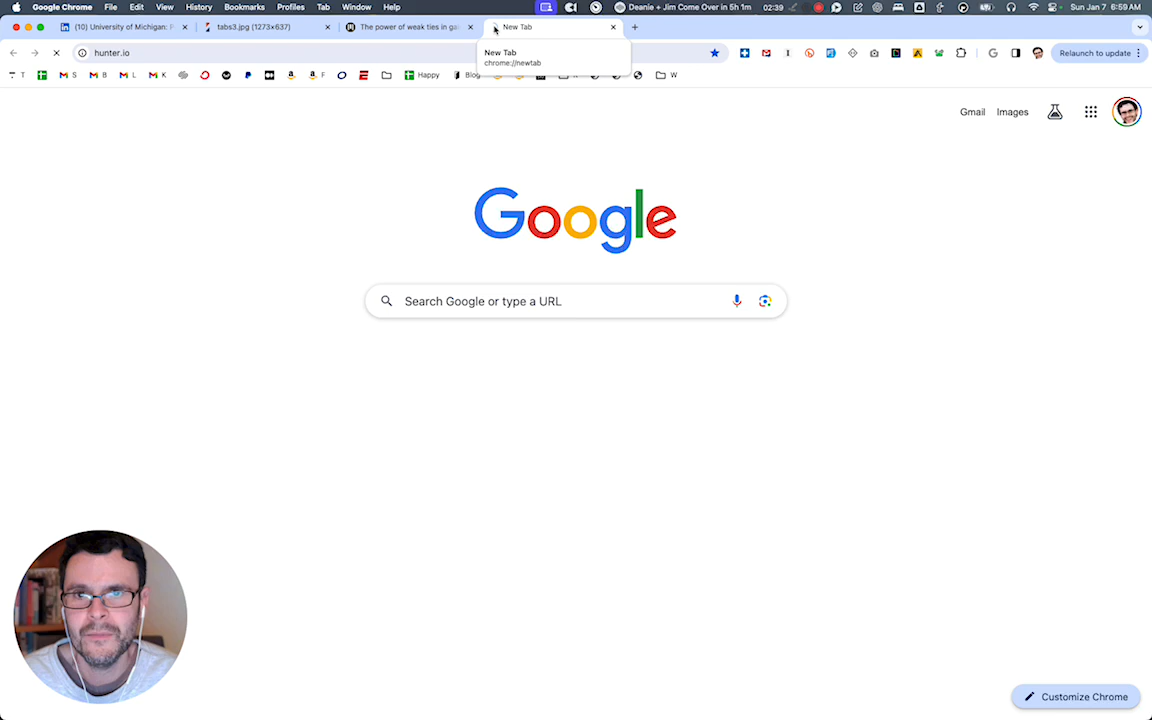 Google Chrome File Edit View History Bookmarks Profiles Tab Window Help Deanie + Jim Come Over in 5h 1m 02:39 Sun Jan 7 6:59 AM
(10) University of Michigan: P tabs3.jpg (1273×637) The power of weak ties in ga New Tab
hunter.io Relaunch to update
New Tab
chrome://newtab
T M S M B M L M K F Happy Blog W
Gmail Images
Google
Search Google or type a URL
Customize Chrome